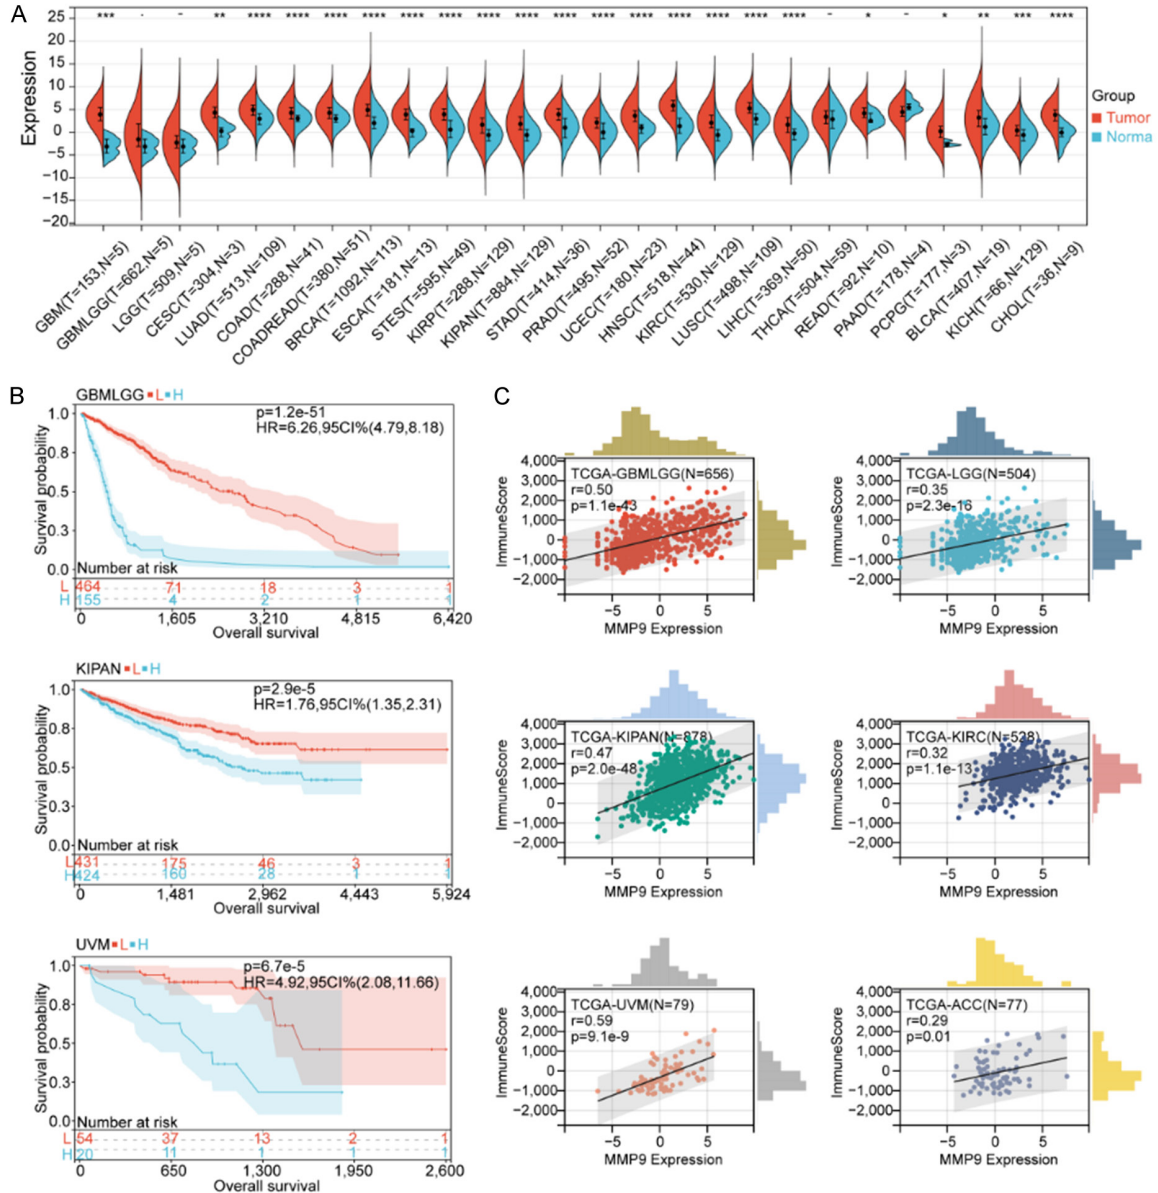 A
Expression
25
20
15
10
5
0
−5
−10
−15
−20
*** - – ** **** **** **** **** **** **** **** **** **** **** **** **** **** **** **** – * – * ** *** ****
Group
Tumor
Norma
GBM(T=153,N=5)
GBMLGG(T=662,N=5)
LGG(T=509,N=5)
CESC(T=304,N=3)
LUAD(T=513,N=109)
COAD(T=288,N=41)
COADREAD(T=380,N=51)
BRCA(T=1092,N=113)
ESCA(T=181,N=13)
STES(T=595,N=49)
KIRP(T=288,N=129)
KIPAN(T=884,N=129)
STAD(T=414,N=36)
PRAD(T=495,N=52)
UCEC(T=180,N=23)
HNSC(T=518,N=44)
KIRC(T=530,N=129)
LUSC(T=498,N=109)
LIHC(T=369,N=50)
THCA(T=504,N=59)
READ(T=92,N=10)
PAAD(T=178,N=4)
PCPG(T=177,N=3)
BLCA(T=407,N=19)
KICH(T=66,N=129)
CHOL(T=36,N=9)
B
GBMLGG L H
p=1.2e-51
HR=6.26,95CI%(4.79,8.18)
Survival probability
1.0
0.8
0.5
0.3
0.0
Number at risk
L 464 71 18 3 1
H 155 4 2 1 1
0 1,605 3,210 4,815 6,420
Overall survival
KIPAN L H
p=2.9e-5
HR=1.76,95CI%(1.35,2.31)
Survival probability
1.0
0.8
0.5
0.3
0.0
Number at risk
L 431 175 46 3 1
H 424 160 28 1 1
0 1,481 2,962 4,443 5,924
Overall survival
UVM L H
p=6.7e-5
HR=4.92,95CI%(2.08,11.66)
Survival probability
1.0
0.8
0.5
0.3
0.0
Number at risk
L 54 37 13 2 1
H 20 11 1 1 1
0 650 1,300 1,950 2,600
Overall survival
C
TCGA-GBMLGG(N=656)
r=0.50
p=1.1e-43
ImmuneScore
4,000
3,000
2,000
1,000
0
−1,000
−2,000
−5 0 5
MMP9 Expression
TCGA-LGG(N=504)
r=0.35
p=2.3e-16
ImmuneScore
4,000
3,000
2,000
1,000
0
−1,000
−2,000
−5 0 5
MMP9 Expression
TCGA-KIPAN(N=878)
r=0.47
p=2.0e-48
ImmuneScore
4,000
3,000
2,000
1,000
0
−1,000
−2,000
−5 0 5
MMP9 Expression
TCGA-KIRC(N=528)
r=0.32
p=1.1e-13
ImmuneScore
4,000
3,000
2,000
1,000
0
−1,000
−2,000
−5 0 5
MMP9 Expression
TCGA-UVM(N=79)
r=0.59
p=9.1e-9
ImmuneScore
4,000
3,000
2,000
1,000
0
−1,000
−2,000
−5 0 5
MMP9 Expression
TCGA-ACC(N=77)
r=0.29
p=0.01
ImmuneScore
4,000
3,000
2,000
1,000
0
−1,000
−2,000
−5 0 5
MMP9 Expression